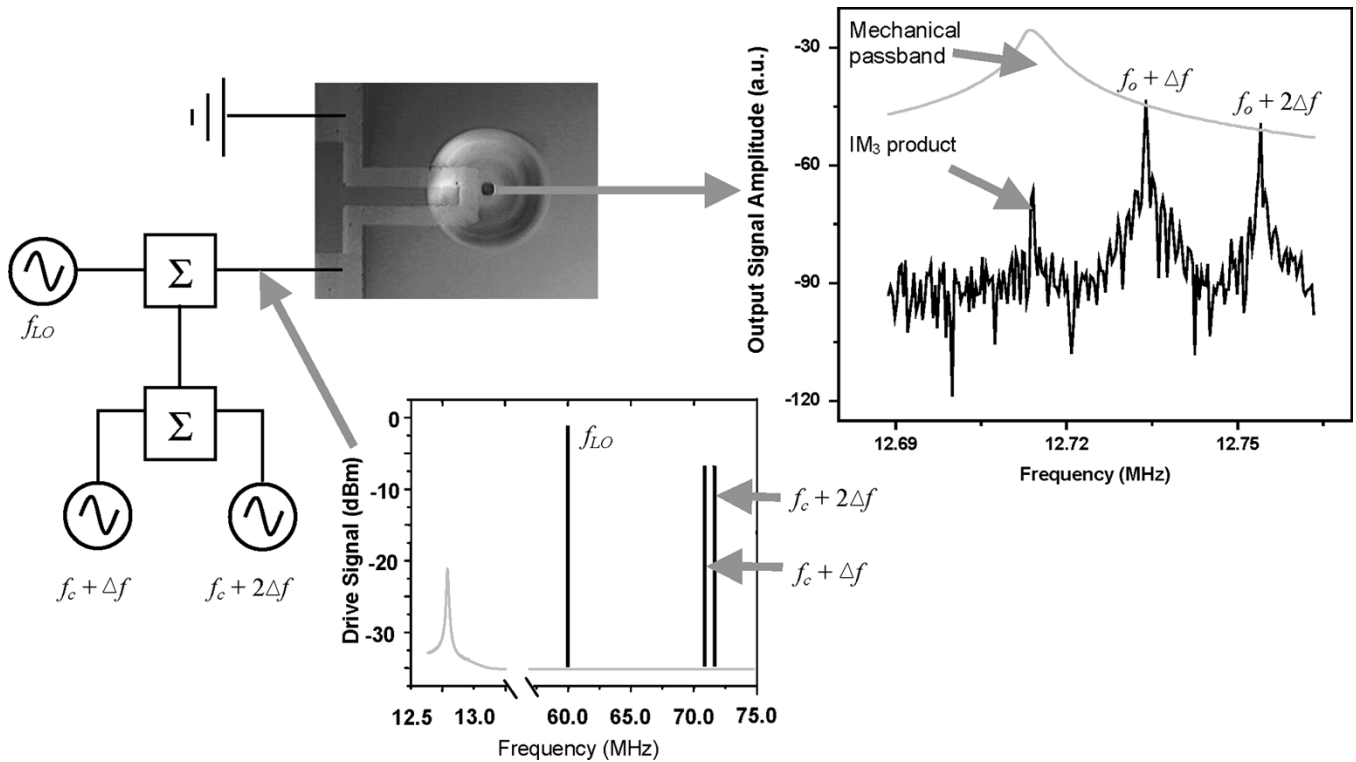 Mechanical
passband
f_o + Δf
f_o + 2Δf
IM₃ product
Output Signal Amplitude (a.u.)
-30
-60
-90
-120
12.69
12.72
12.75
Frequency (MHz)
Σ
f_LO
Σ
f_c + Δf
f_c + 2Δf
Drive Signal (dBm)
0
-10
-20
-30
f_LO
f_c + 2Δf
f_c + Δf
12.5
13.0
60.0
65.0
70.0
75.0
Frequency (MHz)